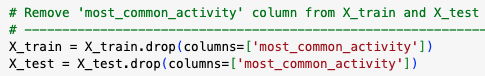 # Remove 'most_common_activity' column from X_train and X_test
# ----------------------------------------------------------------
X_train = X_train.drop(columns=['most_common_activity'])
X_test = X_test.drop(columns=['most_common_activity'])